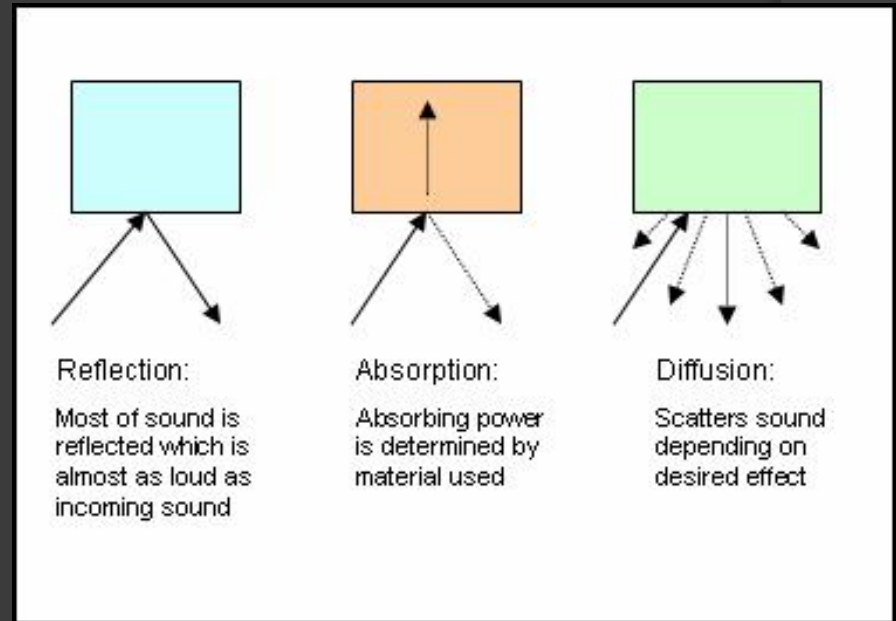 Reflection:
Most of sound is
reflected which is
almost as loud as
incoming sound
Absorption:
Absorbing power
is determined by
material used
Diffusion:
Scatters sound
depending on
desired effect